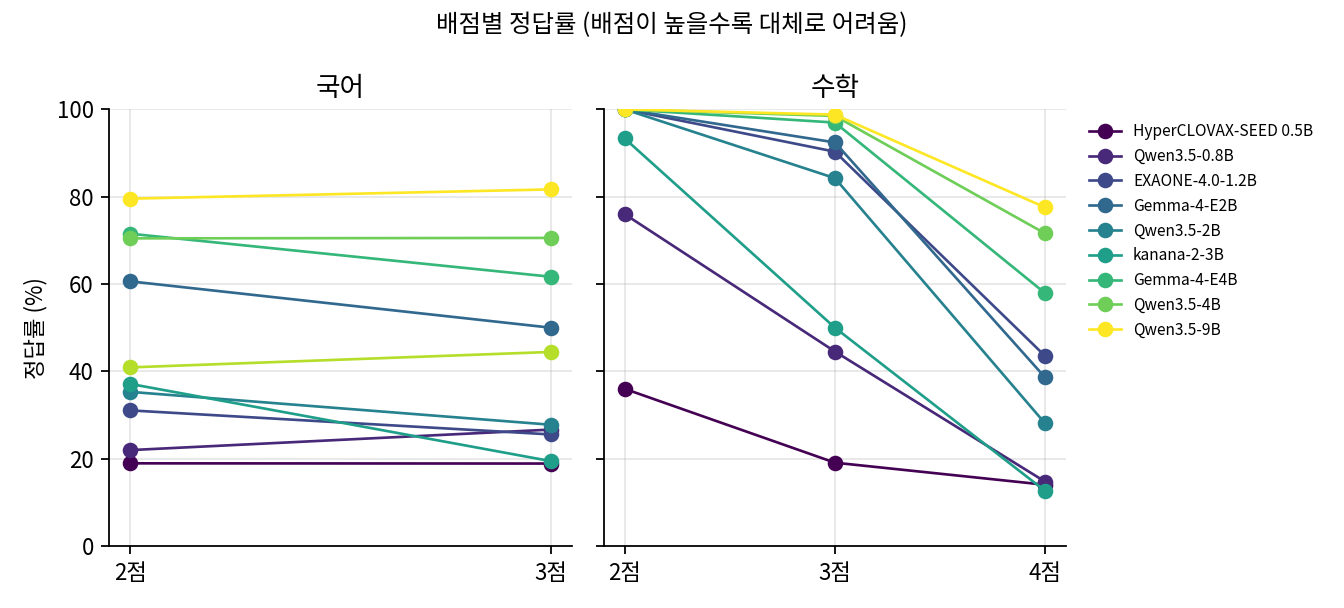 배점별 정답률 (배점이 높을수록 대체로 어려움)
국어
수학
정답률 (%)
100
80
60
40
20
0
2점
3점
2점
3점
4점
HyperCLOVAX-SEED 0.5B
Qwen3.5-0.8B
EXAONE-4.0-1.2B
Gemma-4-E2B
Qwen3.5-2B
kanana-2-3B
Gemma-4-E4B
Qwen3.5-4B
Qwen3.5-9B